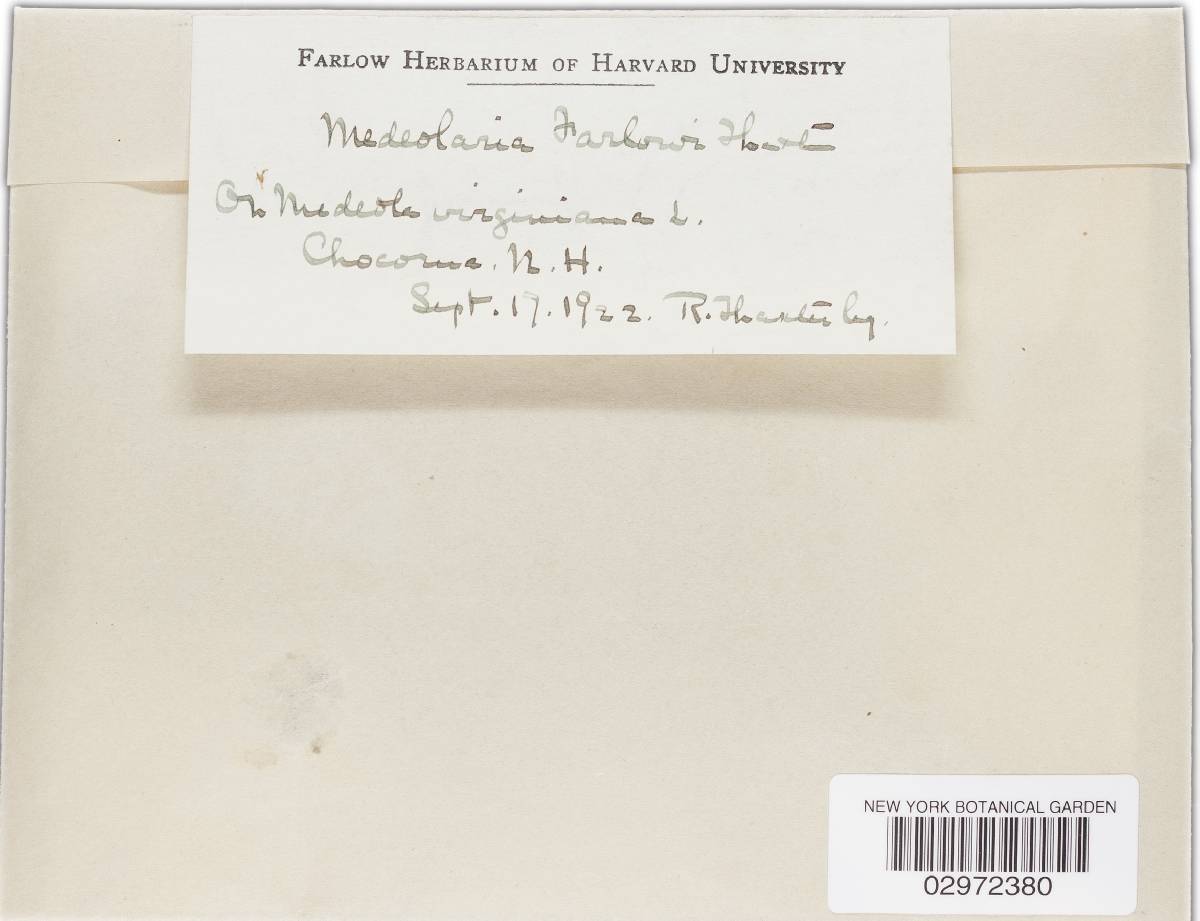 FARLOW HERBARIUM OF HARVARD UNIVERSITY
Medeolaria Farlowi Thaxt
On Medeola virginiana L.
Chocorua. N. H.
Sept. 17. 1922. R. Thaxter leg.
NEW YORK BOTANICAL GARDEN
02972380